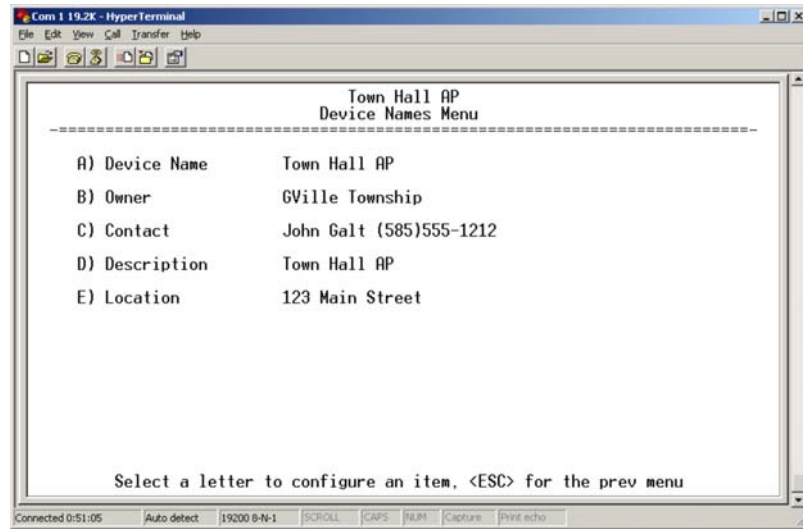 Com 1 19.2K - HyperTerminal
File Edit View Call Transfer Help
Town Hall AP
Device Names Menu
-==========================================================================-
A) Device Name Town Hall AP
B) Owner GVille Township
C) Contact John Galt (585)555-1212
D) Description Town Hall AP
E) Location 123 Main Street
Select a letter to configure an item, <ESC> for the prev menu
Connected 0:51:05 Auto detect 19200 8-N-1 SCROLL CAPS NUM Capture Print echo